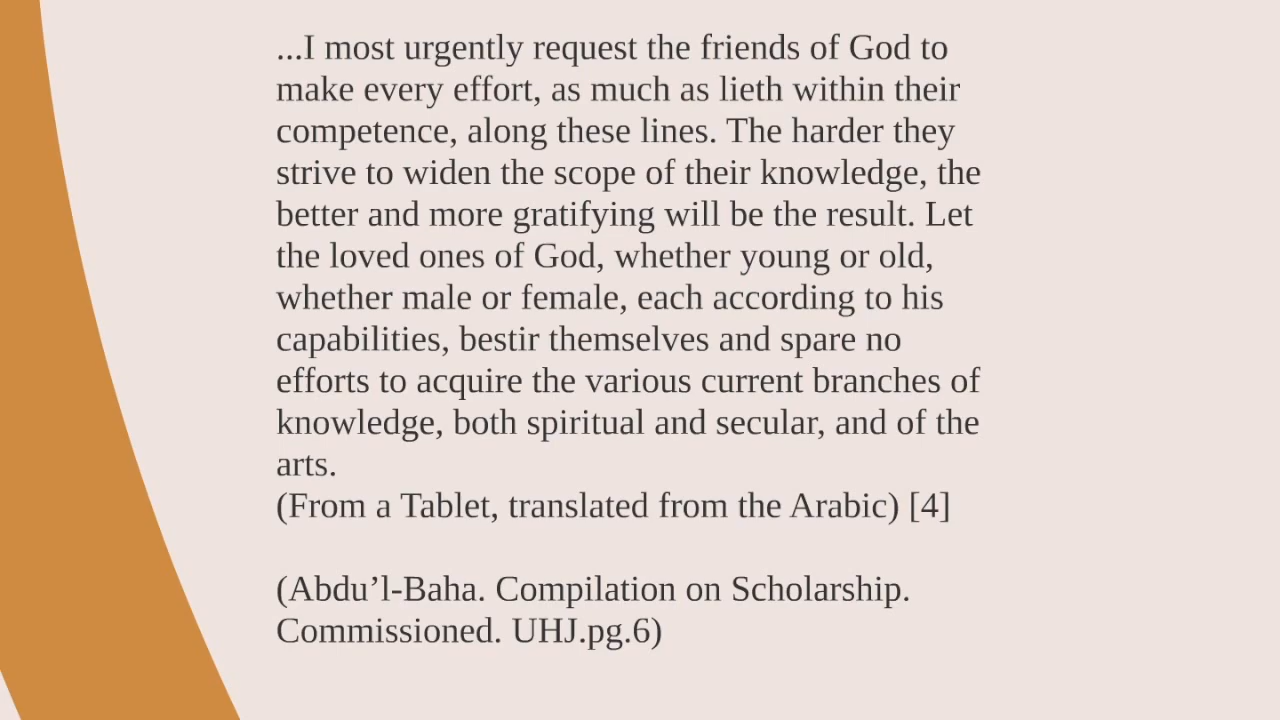 ...I most urgently request the friends of God to
make every effort, as much as lieth within their
competence, along these lines. The harder they
strive to widen the scope of their knowledge, the
better and more gratifying will be the result. Let
the loved ones of God, whether young or old,
whether male or female, each according to his
capabilities, bestir themselves and spare no
efforts to acquire the various current branches of
knowledge, both spiritual and secular, and of the
arts.
(From a Tablet, translated from the Arabic) [4]
(Abdu’l-Baha. Compilation on Scholarship.
Commissioned. UHJ.pg.6)